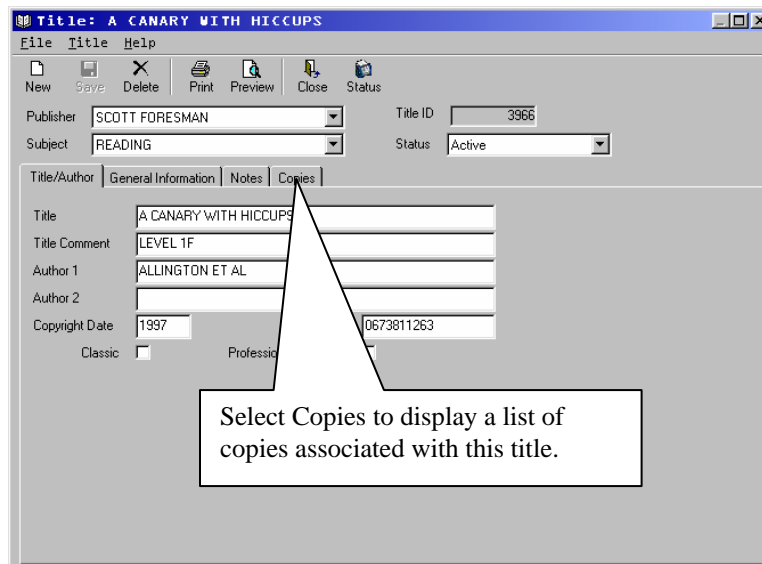 Title: A CANARY WITH HICCUPS
File Title Help
New Save Delete Print Preview Close Status
Publisher SCOTT FORESMAN Title ID 3966
Subject READING Status Active
Title/Author General Information Notes Copies
Title A CANARY WITH HICCUPS
Title Comment LEVEL 1F
Author 1 ALLINGTON ET AL
Author 2
Copyright Date 1997 0673811263
Classic
Select Copies to display a list of
copies associated with this title.